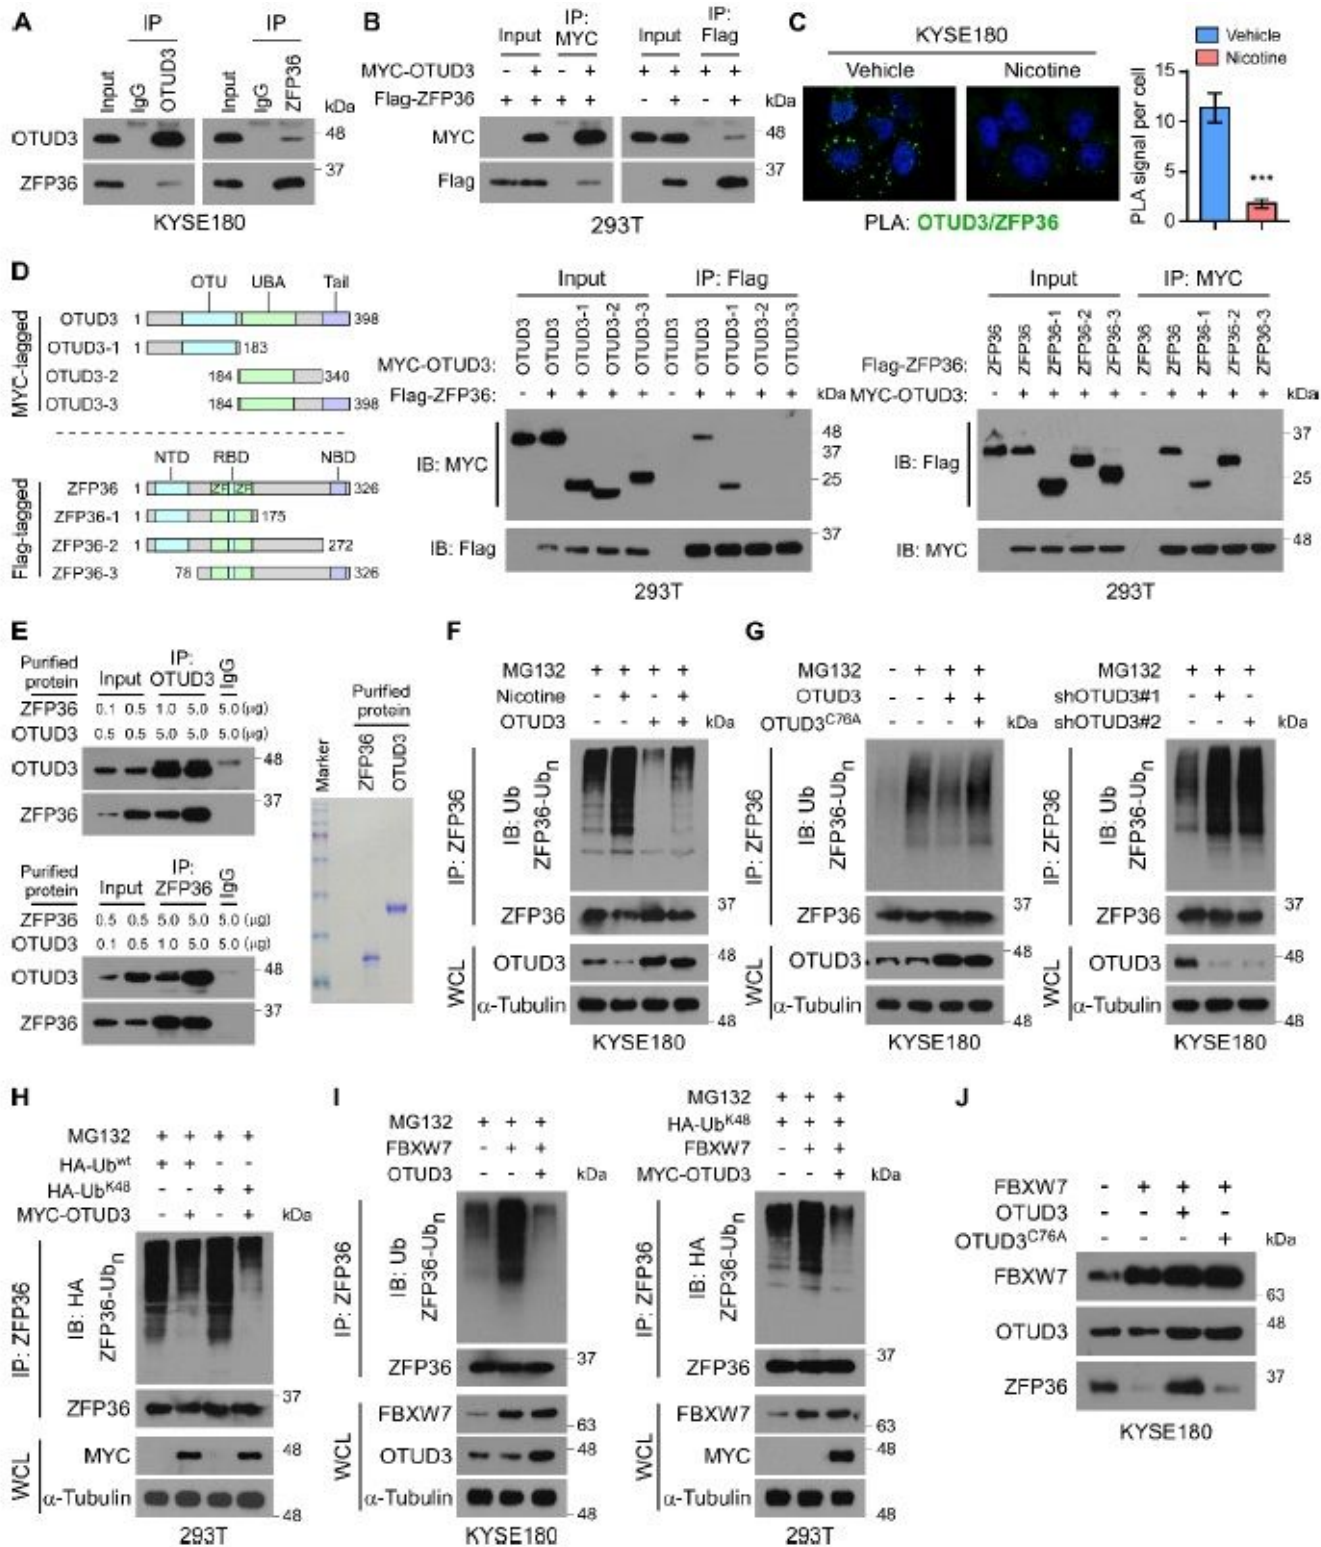 A
IP
IP
Input
IgG
OTUD3
Input
IgG
ZFP36
kDa
OTUD3
48
37
ZFP36
KYSE180
B
Input
IP: MYC
Input
IP: Flag
MYC-OTUD3 - + - + + + + +
Flag-ZFP36 + + + + - + - +
kDa
MYC
48
37
Flag
293T
C
KYSE180
Vehicle
Nicotine
PLA: OTUD3/ZFP36
Vehicle
Nicotine
PLA signal per cell
15
10
5
0
***
D
MYC-tagged
OTU
UBA
Tail
OTUD3 1 398
OTUD3-1 1 183
OTUD3-2 184 340
OTUD3-3 184 398
Flag-tagged
NTD
RBD
NBD
ZFP36 1 ZF ZF 326
ZFP36-1 1 175
ZFP36-2 1 272
ZFP36-3 78 326
Input
IP: Flag
MYC-OTUD3: OTUD3 OTUD3 OTUD3-1 OTUD3-2 OTUD3-3 OTUD3 OTUD3 OTUD3-1 OTUD3-2 OTUD3-3
Flag-ZFP36: - + + + + - + + + +
kDa
IB: MYC
48
37
25
IB: Flag
37
293T
Input
IP: MYC
Flag-ZFP36: ZFP36 ZFP36 ZFP36-1 ZFP36-2 ZFP36-3 ZFP36 ZFP36 ZFP36-1 ZFP36-2 ZFP36-3
MYC-OTUD3: - + + + + - + + + +
kDa
IB: Flag
37
25
IB: MYC
48
293T
E
Purified protein
Input
IP: OTUD3
IgG
ZFP36 0.1 0.5 1.0 5.0 5.0 (μg)
OTUD3 0.5 0.5 5.0 5.0 5.0 (μg)
OTUD3
48
37
ZFP36
Purified protein
Input
IP: ZFP36
IgG
ZFP36 0.5 0.5 5.0 5.0 5.0 (μg)
OTUD3 0.1 0.5 1.0 5.0 5.0 (μg)
OTUD3
48
37
ZFP36
Purified protein
Marker
ZFP36
OTUD3
F
MG132 + + + +
Nicotine - + - +
OTUD3 - - + +
kDa
IP: ZFP36
IB: Ub
ZFP36-Ubn
ZFP36
37
WCL
OTUD3
48
α-Tubulin
48
KYSE180
G
MG132 - + + +
OTUD3 - - + +
OTUD3C76A - - - +
kDa
IP: ZFP36
IB: Ub
ZFP36-Ubn
ZFP36
37
WCL
OTUD3
48
α-Tubulin
48
KYSE180
MG132 + + +
shOTUD3#1 - + -
shOTUD3#2 - - +
kDa
IP: ZFP36
IB: Ub
ZFP36-Ubn
ZFP36
37
WCL
OTUD3
48
α-Tubulin
48
KYSE180
H
MG132 + + + +
HA-Ubwt + + - -
HA-UbK48 - - + +
MYC-OTUD3 - + - +
kDa
IP: ZFP36
IB: HA
ZFP36-Ubn
ZFP36
37
WCL
MYC
48
α-Tubulin
48
293T
I
MG132 + + +
FBXW7 - + +
OTUD3 - - +
kDa
IP: ZFP36
IB: Ub
ZFP36-Ubn
ZFP36
37
WCL
FBXW7
63
OTUD3
48
α-Tubulin
48
KYSE180
MG132 + + +
HA-UbK48 + + +
FBXW7 - + +
MYC-OTUD3 - - +
kDa
IP: ZFP36
IB: HA
ZFP36-Ubn
ZFP36
37
WCL
FBXW7
63
MYC
48
α-Tubulin
48
293T
J
FBXW7 - + + +
OTUD3 - - + -
OTUD3C76A - - - +
kDa
FBXW7
63
OTUD3
48
ZFP36
37
KYSE180